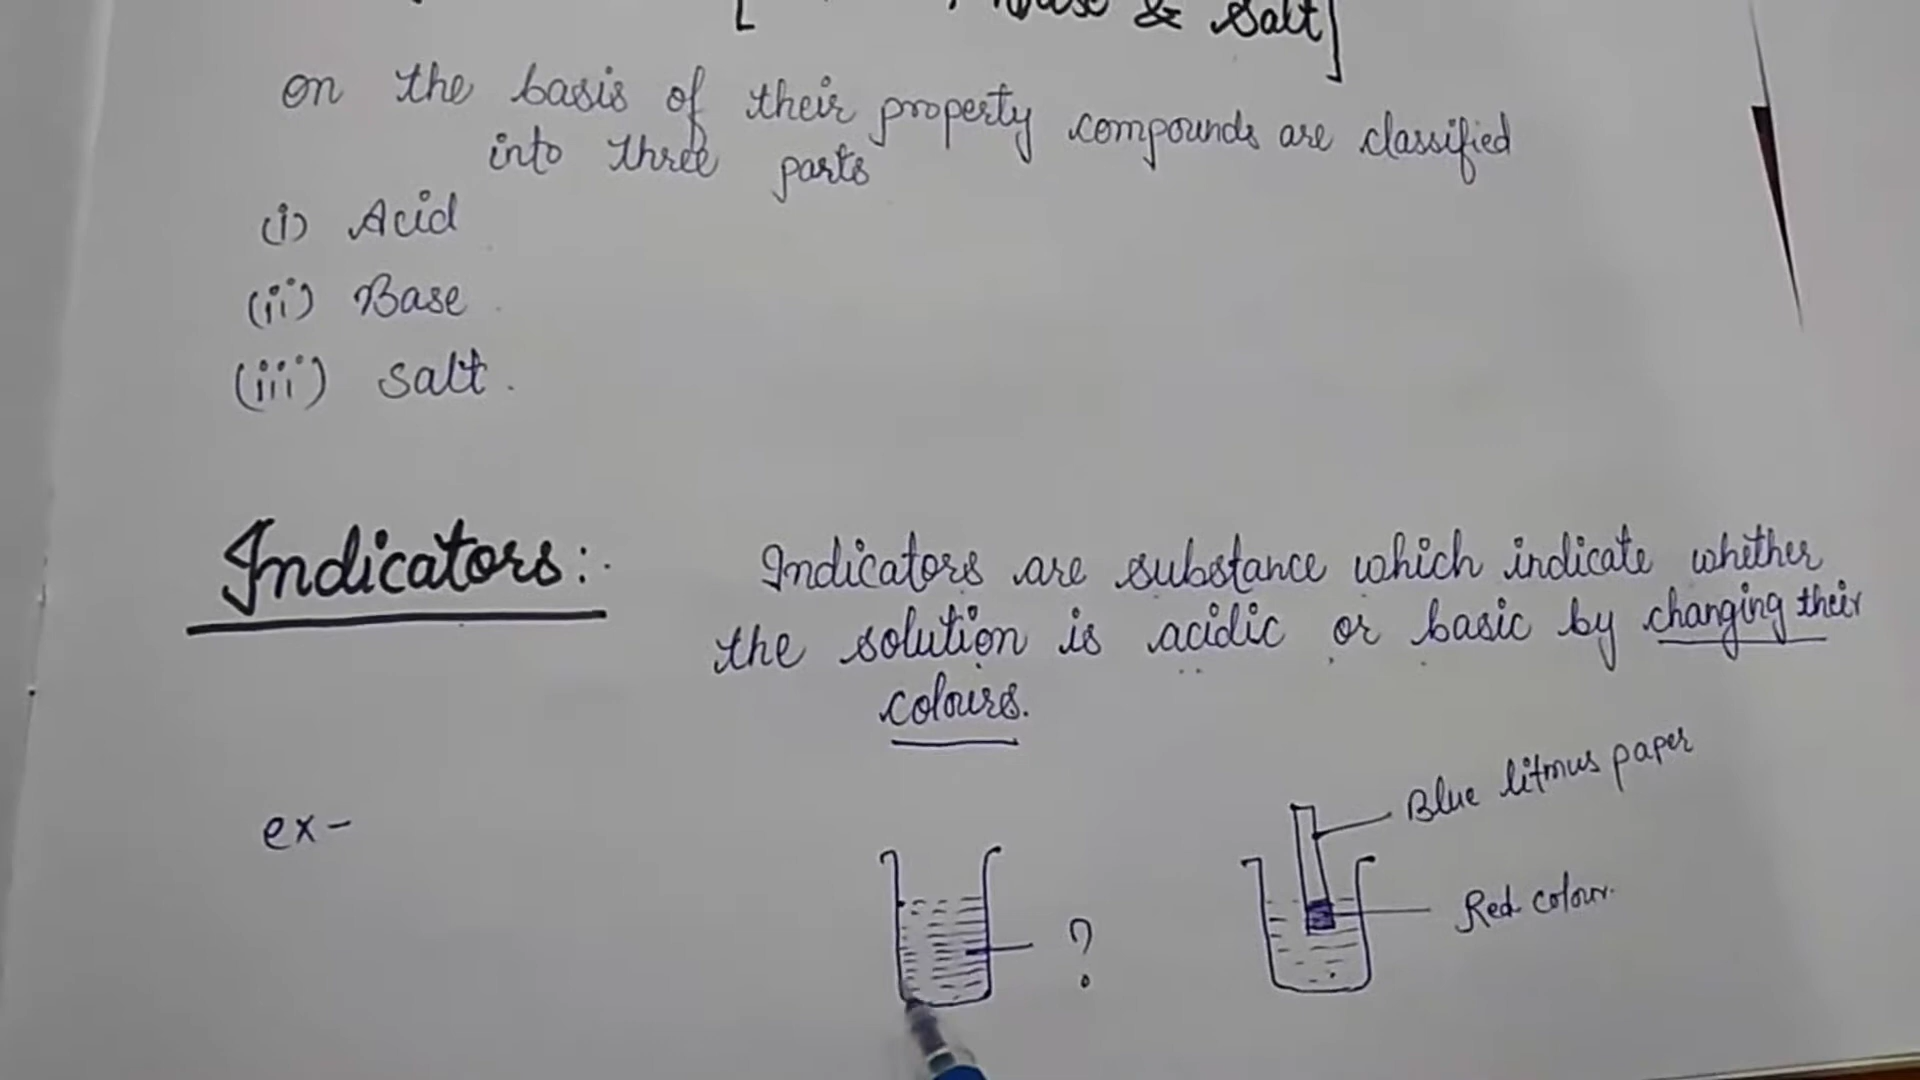 & Salt]
on the basis of their property compounds are classified
into three parts
(i) Acid
(ii) Base
(iii) Salt.
Indicators:- Indicators are substance which indicate whether
the solution is acidic or basic by changing their
colours.
ex-
Blue litmus paper
?
Red colour.